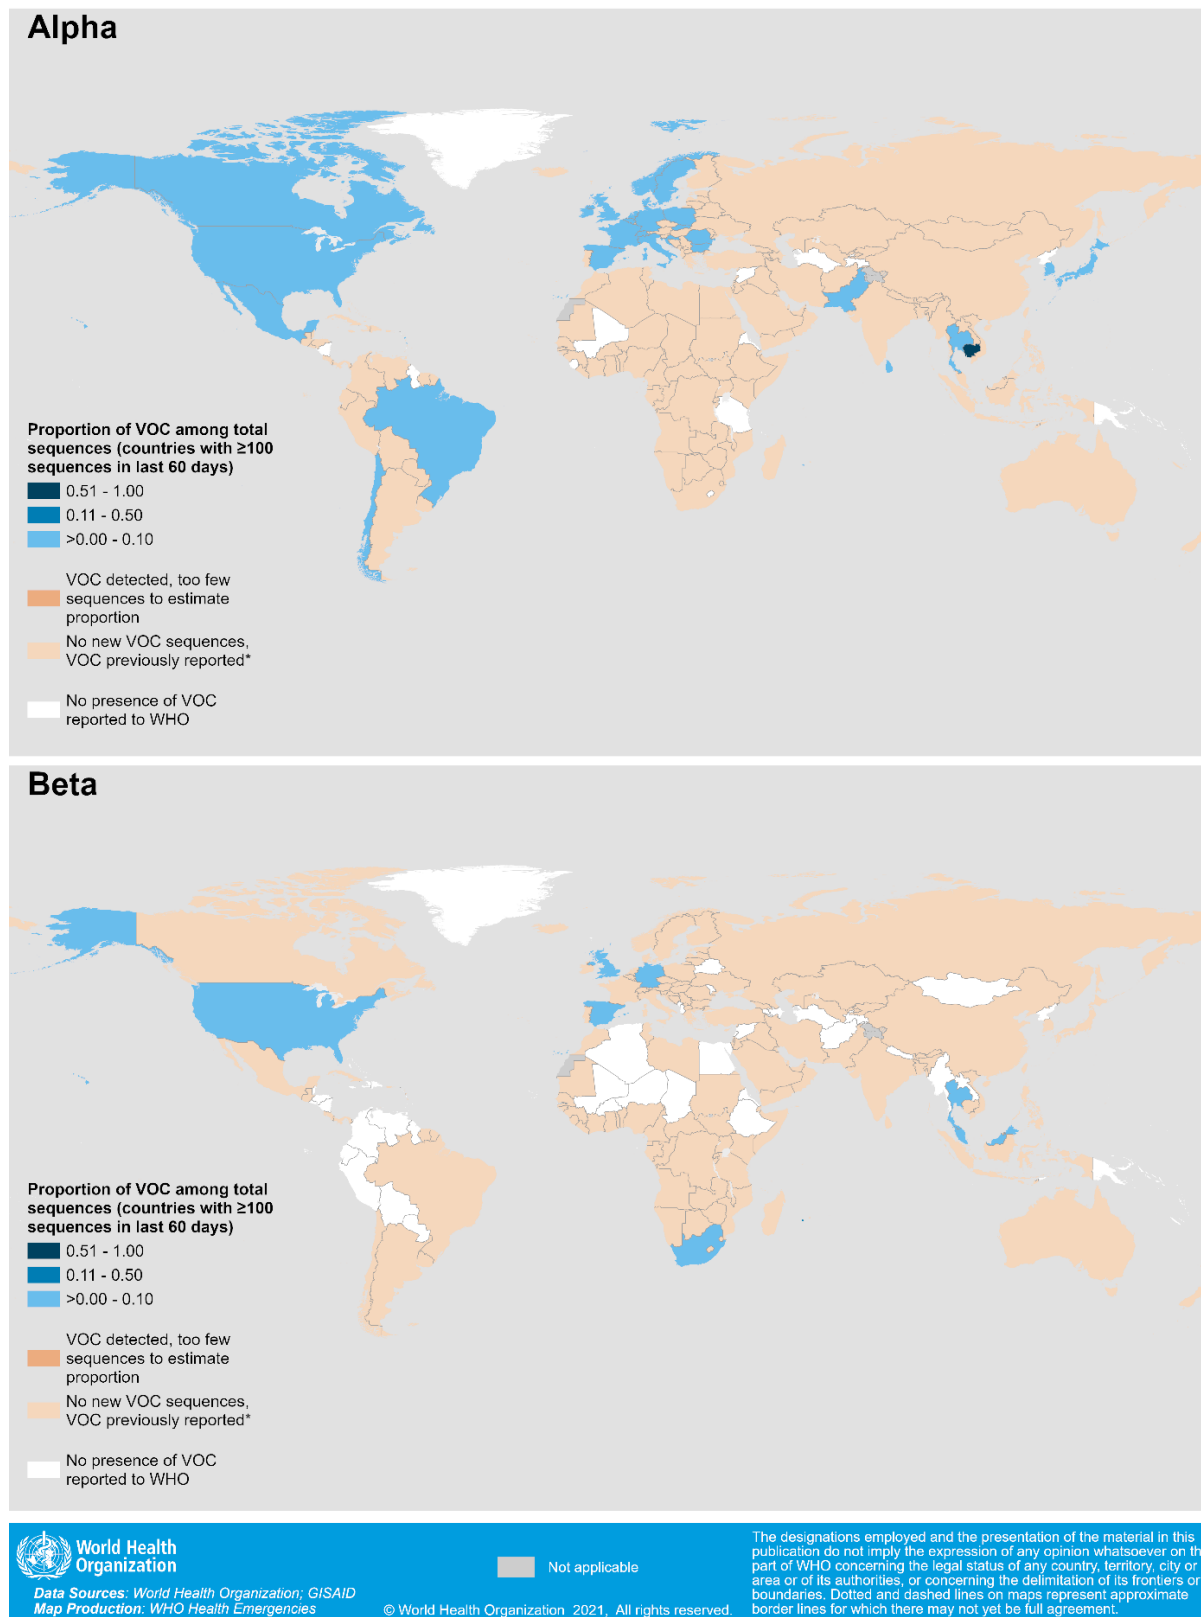 Alpha
Proportion of VOC among total
sequences (countries with ≥100
sequences in last 60 days)
0.51 - 1.00
0.11 - 0.50
>0.00 - 0.10
VOC detected, too few
sequences to estimate
proportion
No new VOC sequences,
VOC previously reported*
No presence of VOC
reported to WHO
Beta
Proportion of VOC among total
sequences (countries with ≥100
sequences in last 60 days)
0.51 - 1.00
0.11 - 0.50
>0.00 - 0.10
VOC detected, too few
sequences to estimate
proportion
No new VOC sequences,
VOC previously reported*
No presence of VOC
reported to WHO
World Health
Organization
Data Sources: World Health Organization; GISAID
Map Production: WHO Health Emergencies
Not applicable
© World Health Organization 2021, All rights reserved.
The designations employed and the presentation of the material in this
publication do not imply the expression of any opinion whatsoever on th
part of WHO concerning the legal status of any country, territory, city or
area or of its authorities, or concerning the delimitation of its frontiers or
boundaries. Dotted and dashed lines on maps represent approximate
border lines for which there may not yet be full agreement.